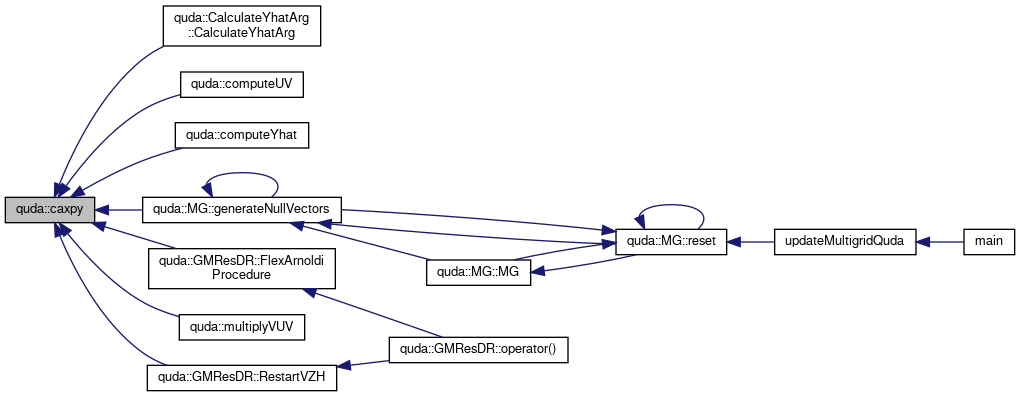 quda::CalculateYhatArg
::CalculateYhatArg
quda::computeUV
quda::computeYhat
quda::caxpy
quda::MG::generateNullVectors
quda::MG::reset
updateMultigridQuda
main
quda::GMResDR::FlexArnoldi
Procedure
quda::MG::MG
quda::multiplyVUV
quda::GMResDR::operator()
quda::GMResDR::RestartVZH